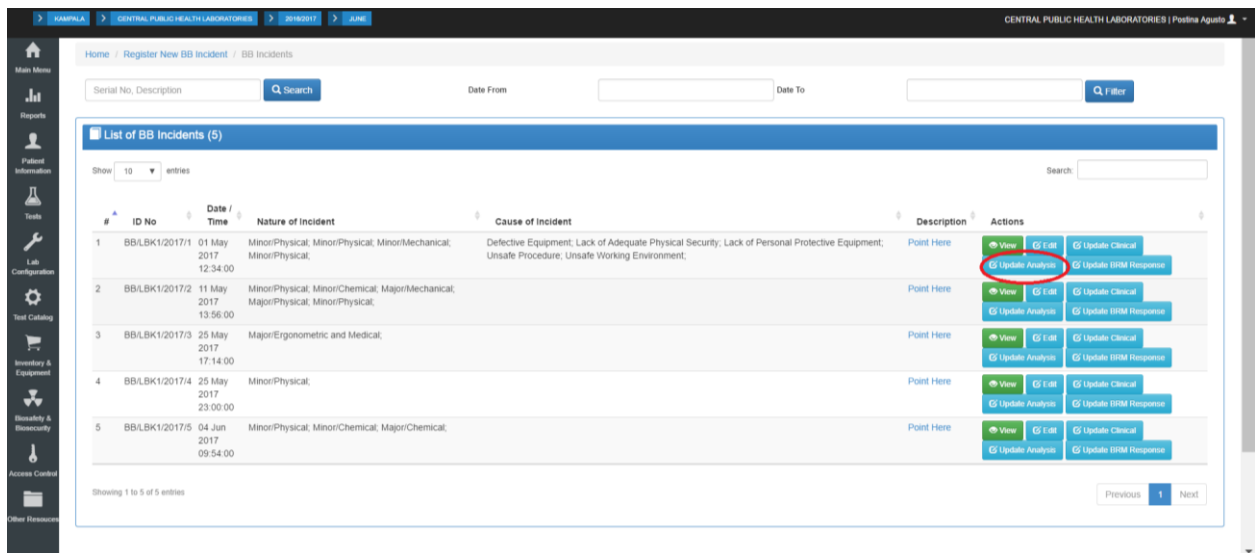 KAMPALA CENTRAL PUBLIC HEALTH LABORATORIES 2016/2017 JUNE CENTRAL PUBLIC HEALTH LABORATORIES | Postina Agusto
Main Menu
Reports
Patient
Information
Tests
Lab
Configuration
Test Catalog
Inventory &
Equipment
Biosafety &
Biosecurity
Access Control
Other Resouces
Home / Register New BB Incident / BB Incidents
Serial No, Description Search Date From Date To Filter
List of BB Incidents (5)
Show 10 entries Search:
# ID No Date / Time Nature of Incident Cause of Incident Description Actions
1 BB/LBK1/2017/1 01 May Minor/Physical; Minor/Physical; Minor/Mechanical; Defective Equipment; Lack of Adequate Physical Security; Lack of Personal Protective Equipment; Point Here View Edit Update Clinical
2017 Minor/Physical; Unsafe Procedure; Unsafe Working Environment;
12:34:00 Update Analysis Update BRM Response
2 BB/LBK1/2017/2 11 May Minor/Physical; Minor/Chemical; Major/Mechanical; Point Here View Edit Update Clinical
2017 Major/Physical; Minor/Physical;
13:56:00 Update Analysis Update BRM Response
3 BB/LBK1/2017/3 25 May Major/Ergonometric and Medical; Point Here View Edit Update Clinical
2017
17:14:00 Update Analysis Update BRM Response
4 BB/LBK1/2017/4 25 May Minor/Physical; Point Here View Edit Update Clinical
2017
23:00:00 Update Analysis Update BRM Response
5 BB/LBK1/2017/5 04 Jun Minor/Physical; Minor/Chemical; Major/Chemical; Point Here View Edit Update Clinical
2017
09:54:00 Update Analysis Update BRM Response
Showing 1 to 5 of 5 entries Previous 1 Next